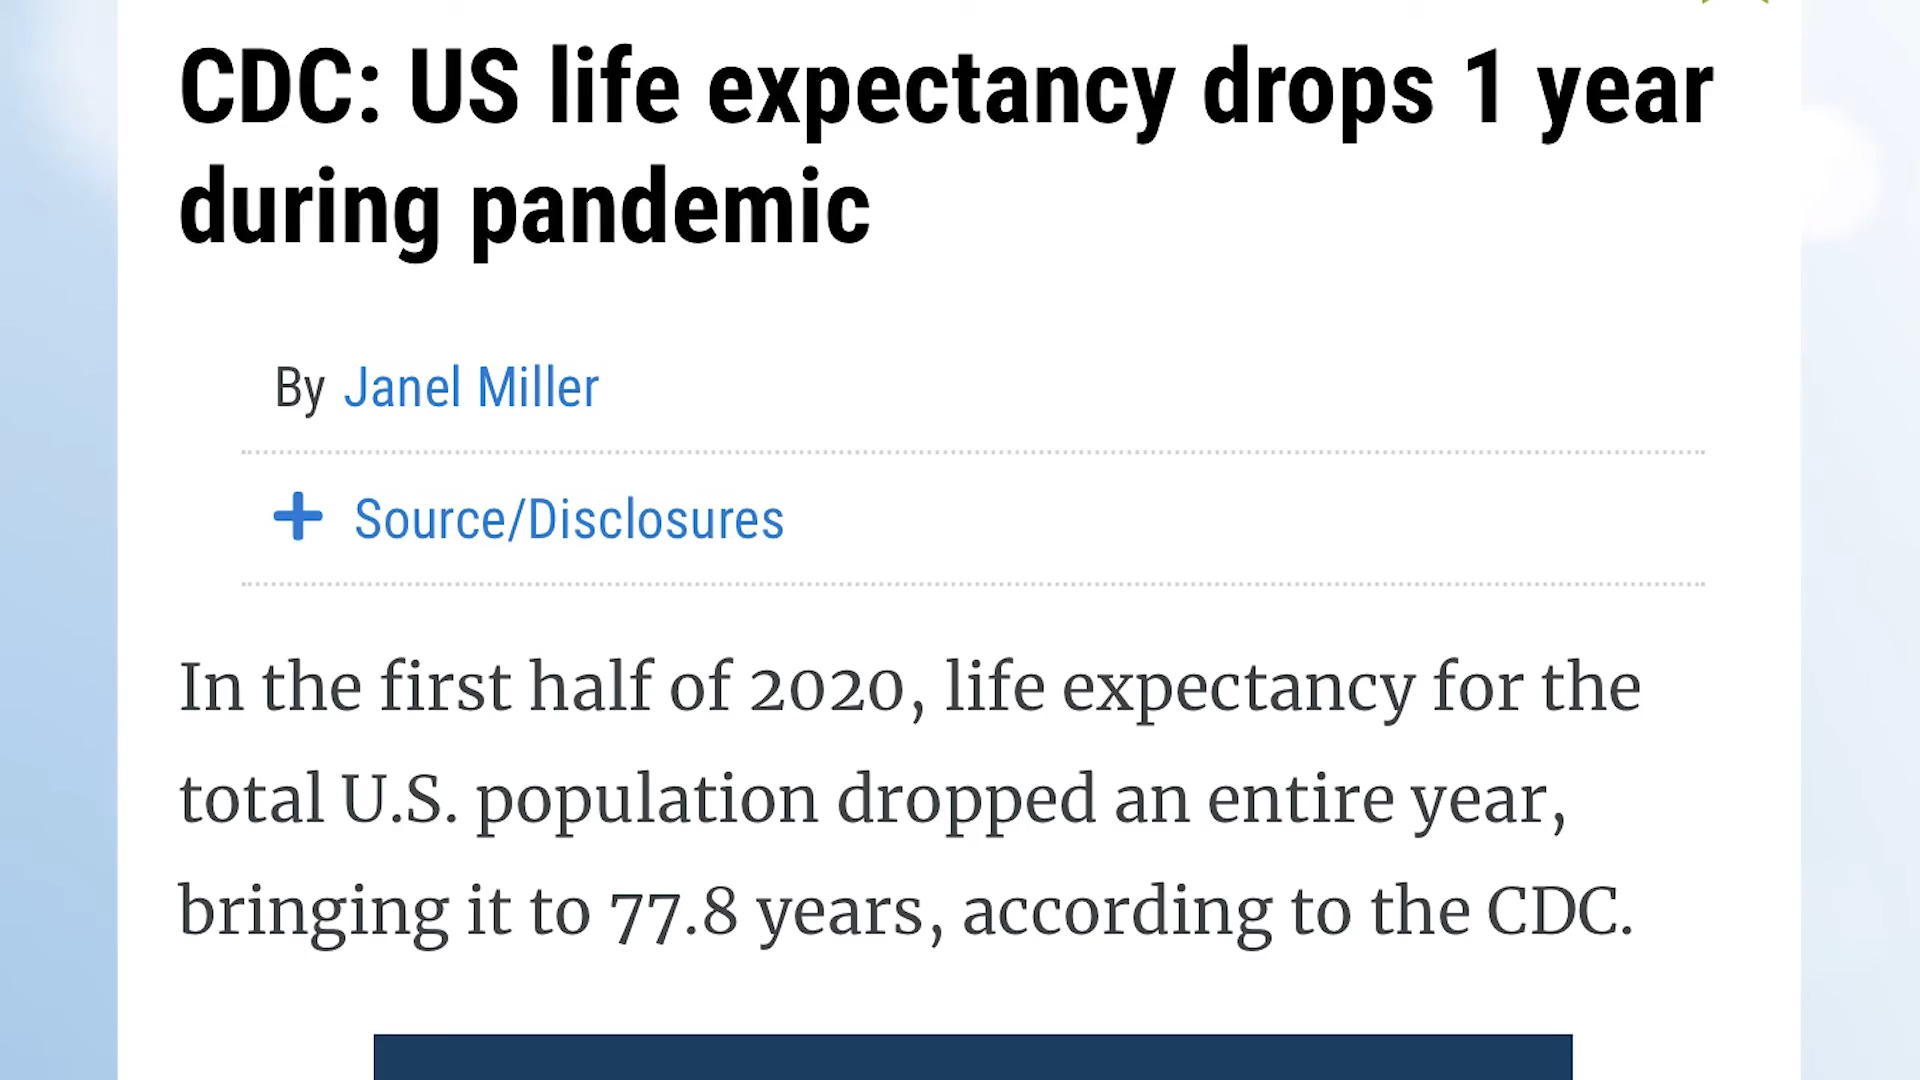 CDC: US life expectancy drops 1 year
during pandemic
By Janel Miller
+ Source/Disclosures
In the first half of 2020, life expectancy for the
total U.S. population dropped an entire year,
bringing it to 77.8 years, according to the CDC.